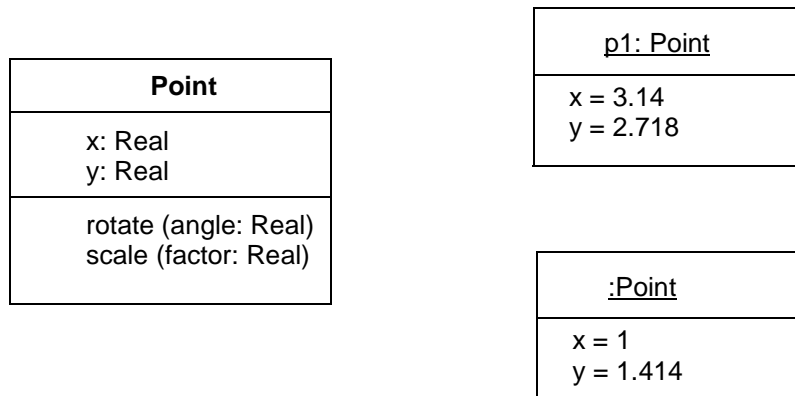 Point
x: Real
y: Real
rotate (angle: Real)
scale (factor: Real)
p1: Point
x = 3.14
y = 2.718
:Point
x = 1
y = 1.414